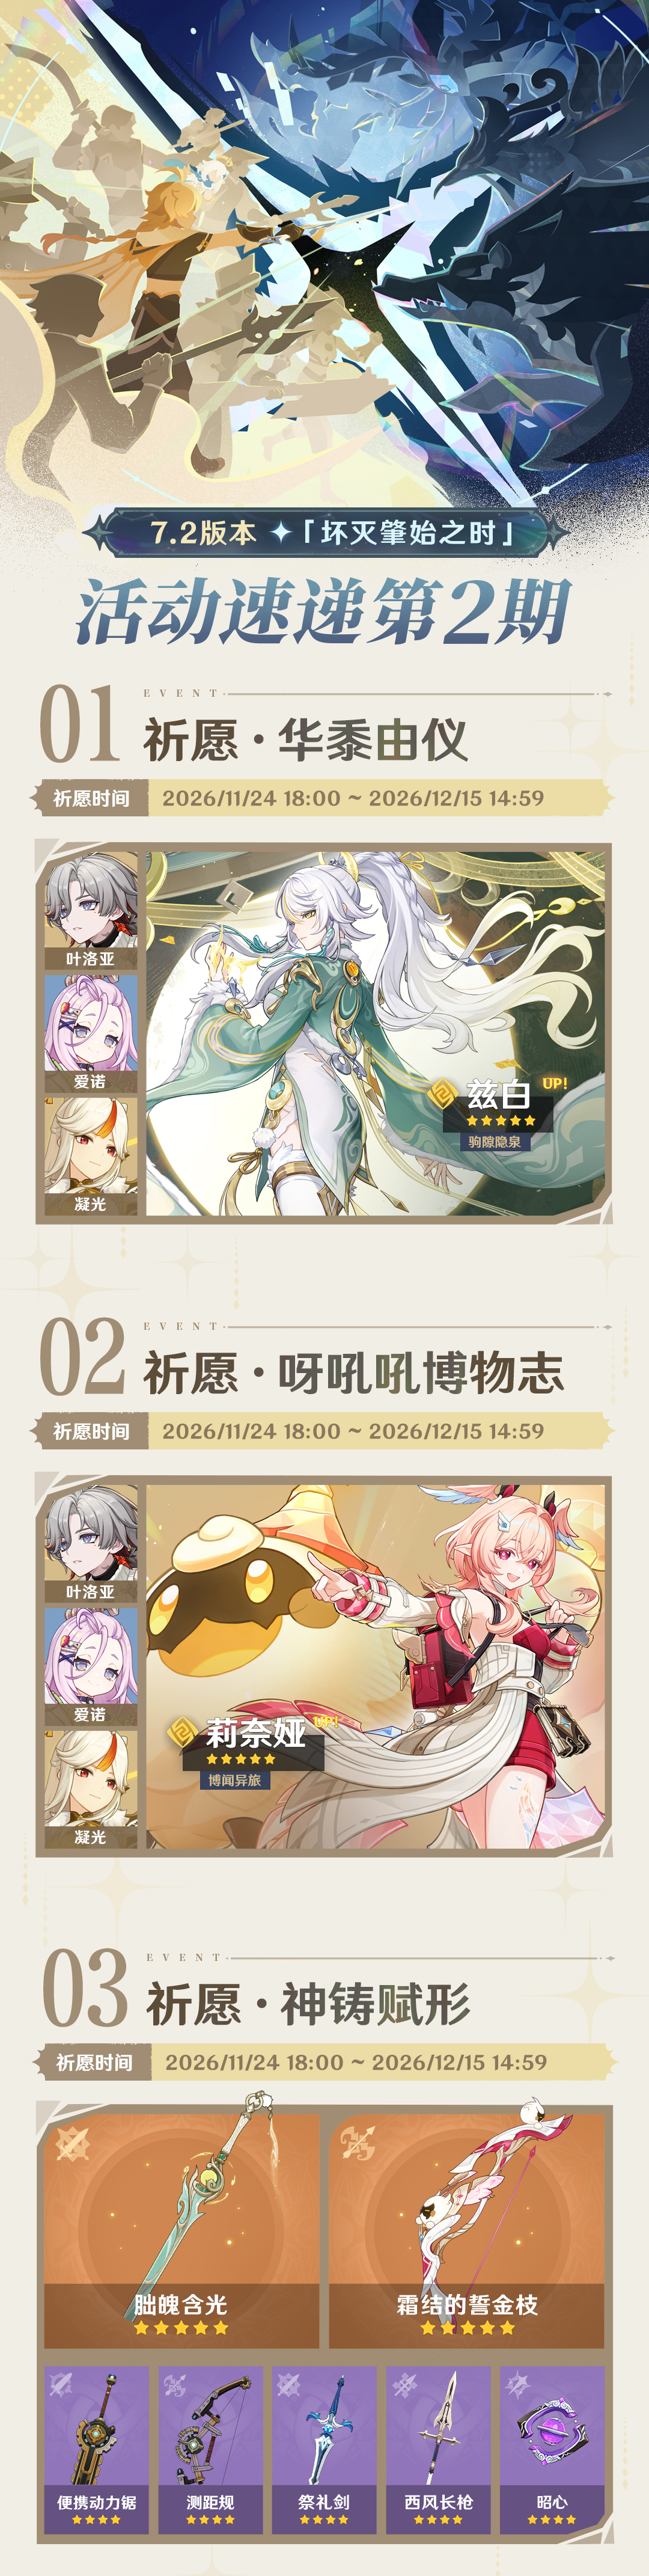 7.2版本 ✦「坏灭肇始之时」
活动速递第2期
01
EVENT
祈愿·华黍由仪
祈愿时间
2026/11/24 18:00 ~ 2026/12/15 14:59
叶洛亚
爱诺
凝光
兹白 UP!
驹隙隐泉
02
EVENT
祈愿·呀吼吼博物志
祈愿时间
2026/11/24 18:00 ~ 2026/12/15 14:59
叶洛亚
爱诺
凝光
莉奈娅 UP!
博闻异旅
03
EVENT
祈愿·神铸赋形
祈愿时间
2026/11/24 18:00 ~ 2026/12/15 14:59
朏魄含光
霜结的誓金枝
便携动力锯
测距规
祭礼剑
西风长枪
昭心